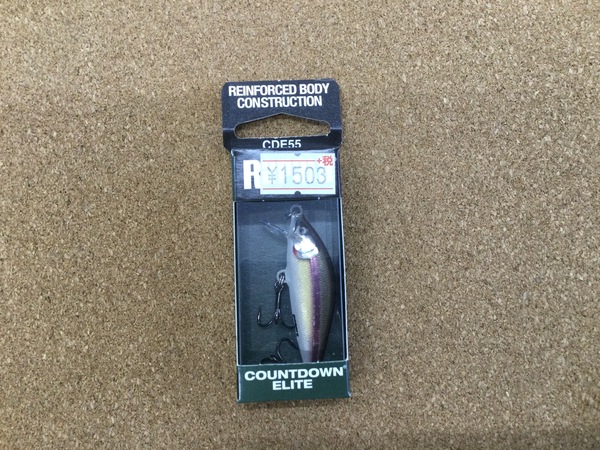 REINFORCED BODY
CONSTRUCTION
CDE55
+税
R
¥1503
COUNTDOWN®
ELITE